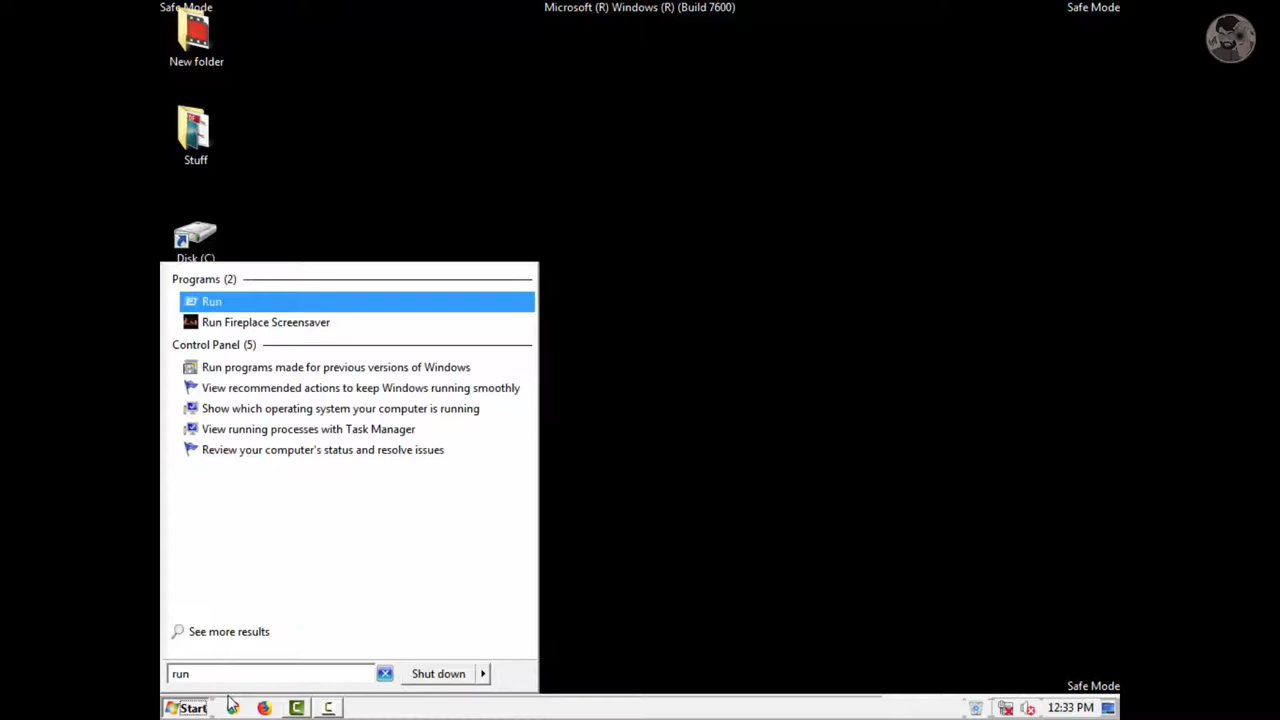 Safe Mode
Microsoft (R) Windows (R) (Build 7600)
Safe Mode
New folder
Stuff
Disk (C)
Programs (2)
Run
Run Fireplace Screensaver
Control Panel (5)
Run programs made for previous versions of Windows
View recommended actions to keep Windows running smoothly
Show which operating system your computer is running
View running processes with Task Manager
Review your computer's status and resolve issues
See more results
run
Shut down
Safe Mode
Start
12:33 PM